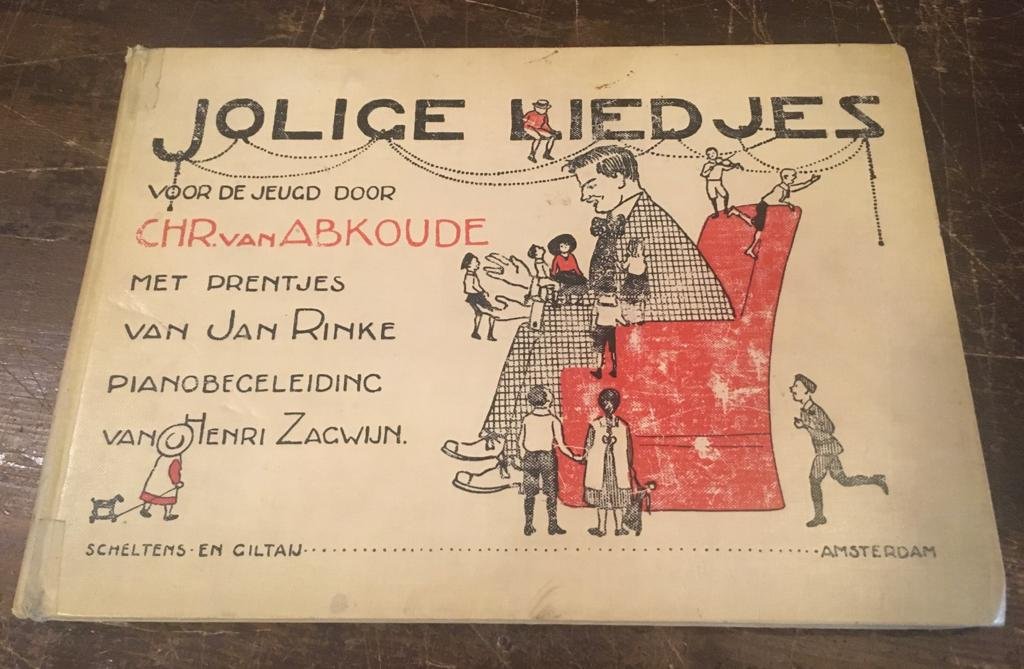 JOLIGE LIEDJES
VOOR DE JEUGD DOOR
CHR. VAN ABKOUDE
MET PRENTJES
VAN JAN RINKE
PIANOBEGELEIDING
VAN HENRI ZAGWIJN.
SCHELTENS EN GILTAIJ AMSTERDAM